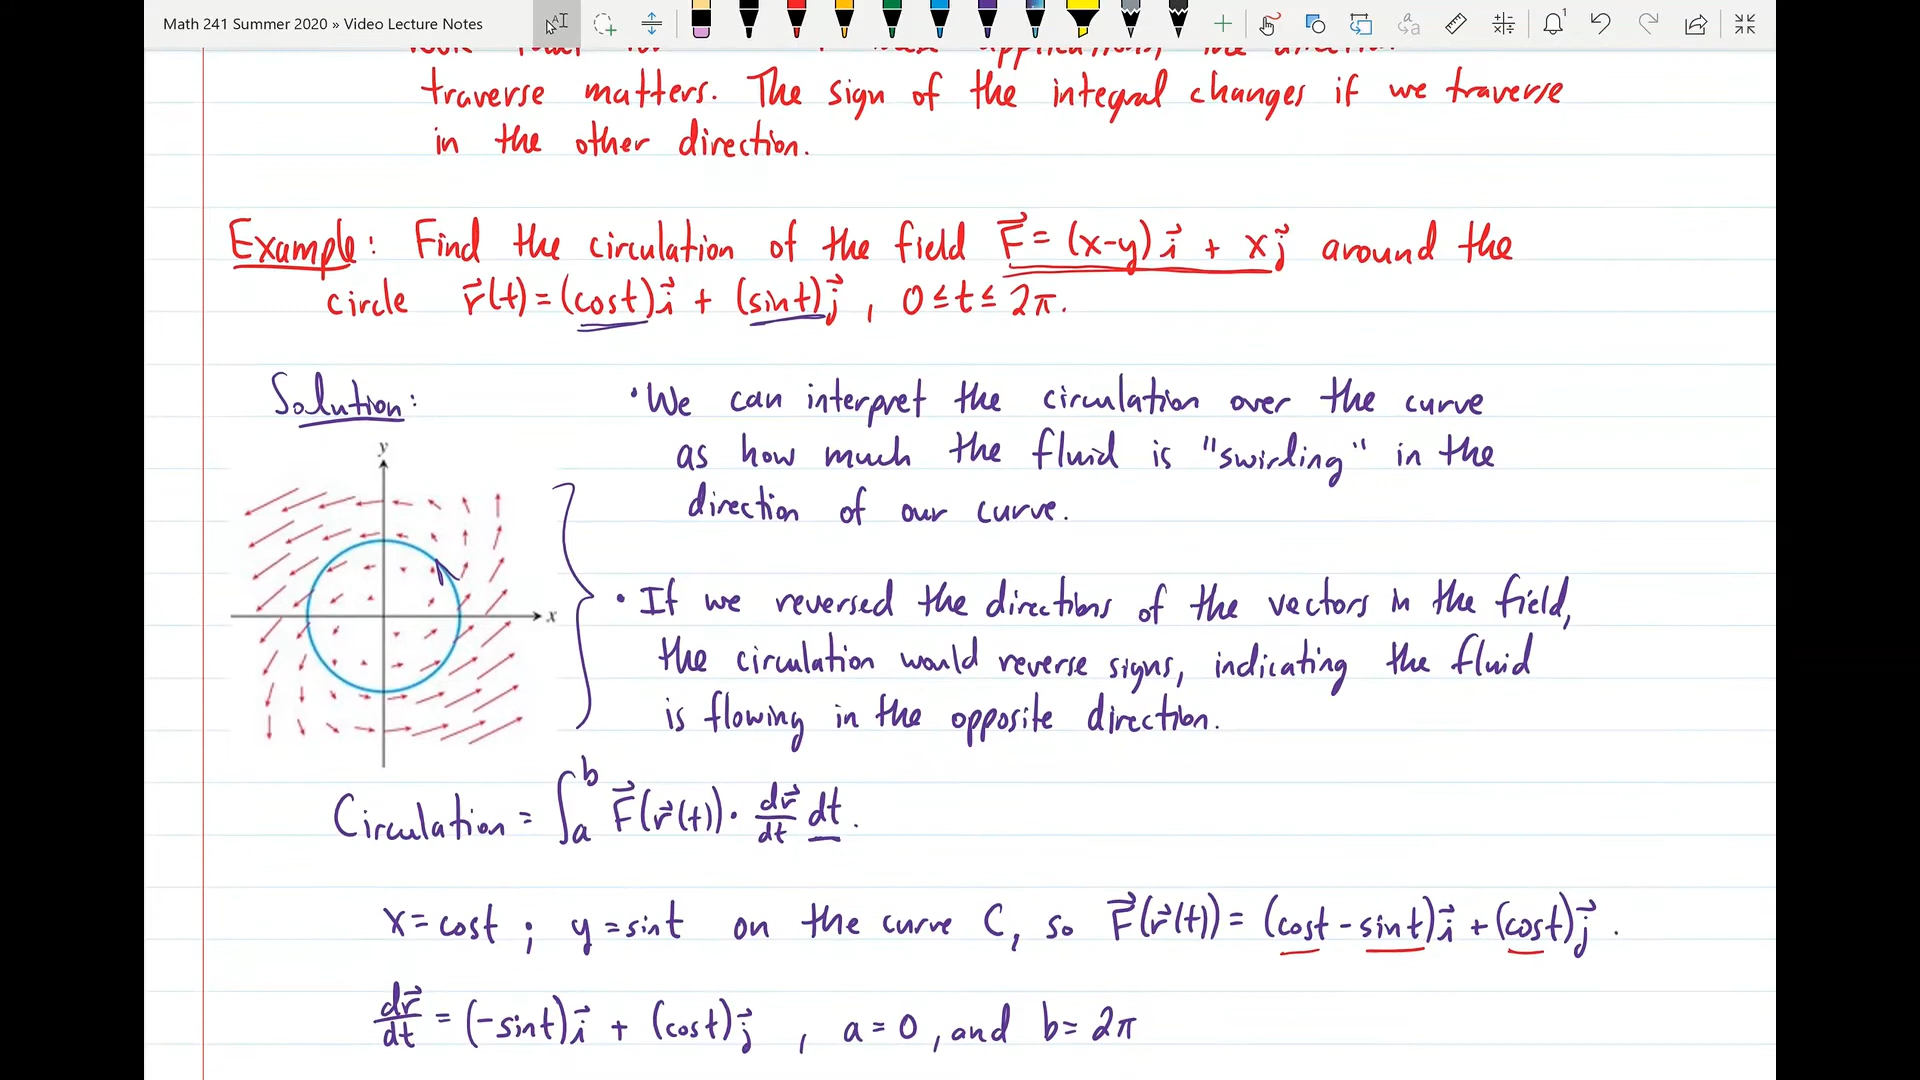 Math 241 Summer 2020 » Video Lecture Notes
applications, the direction
traverse matters. The sign of the integral changes if we traverse
in the other direction.
Example: Find the circulation of the field F⃗ = (x-y) i⃗ + x j⃗ around the
circle r⃗(t) = (cost) i⃗ + (sint) j⃗ , 0 ≤ t ≤ 2π.
Solution:
• We can interpret the circulation over the curve
as how much the fluid is "swirling" in the
direction of our curve.
y
x
• If we reversed the directions of the vectors in the field,
the circulation would reverse signs, indicating the fluid
is flowing in the opposite direction.
Circulation = ∫_a^b F⃗(r⃗(t)) · dr⃗/dt dt.
x = cost ; y = sint on the curve C, so F⃗(r⃗(t)) = (cost - sint) i⃗ + (cost) j⃗ .
dr⃗/dt = (-sint) i⃗ + (cost) j⃗ , a = 0 , and b = 2π